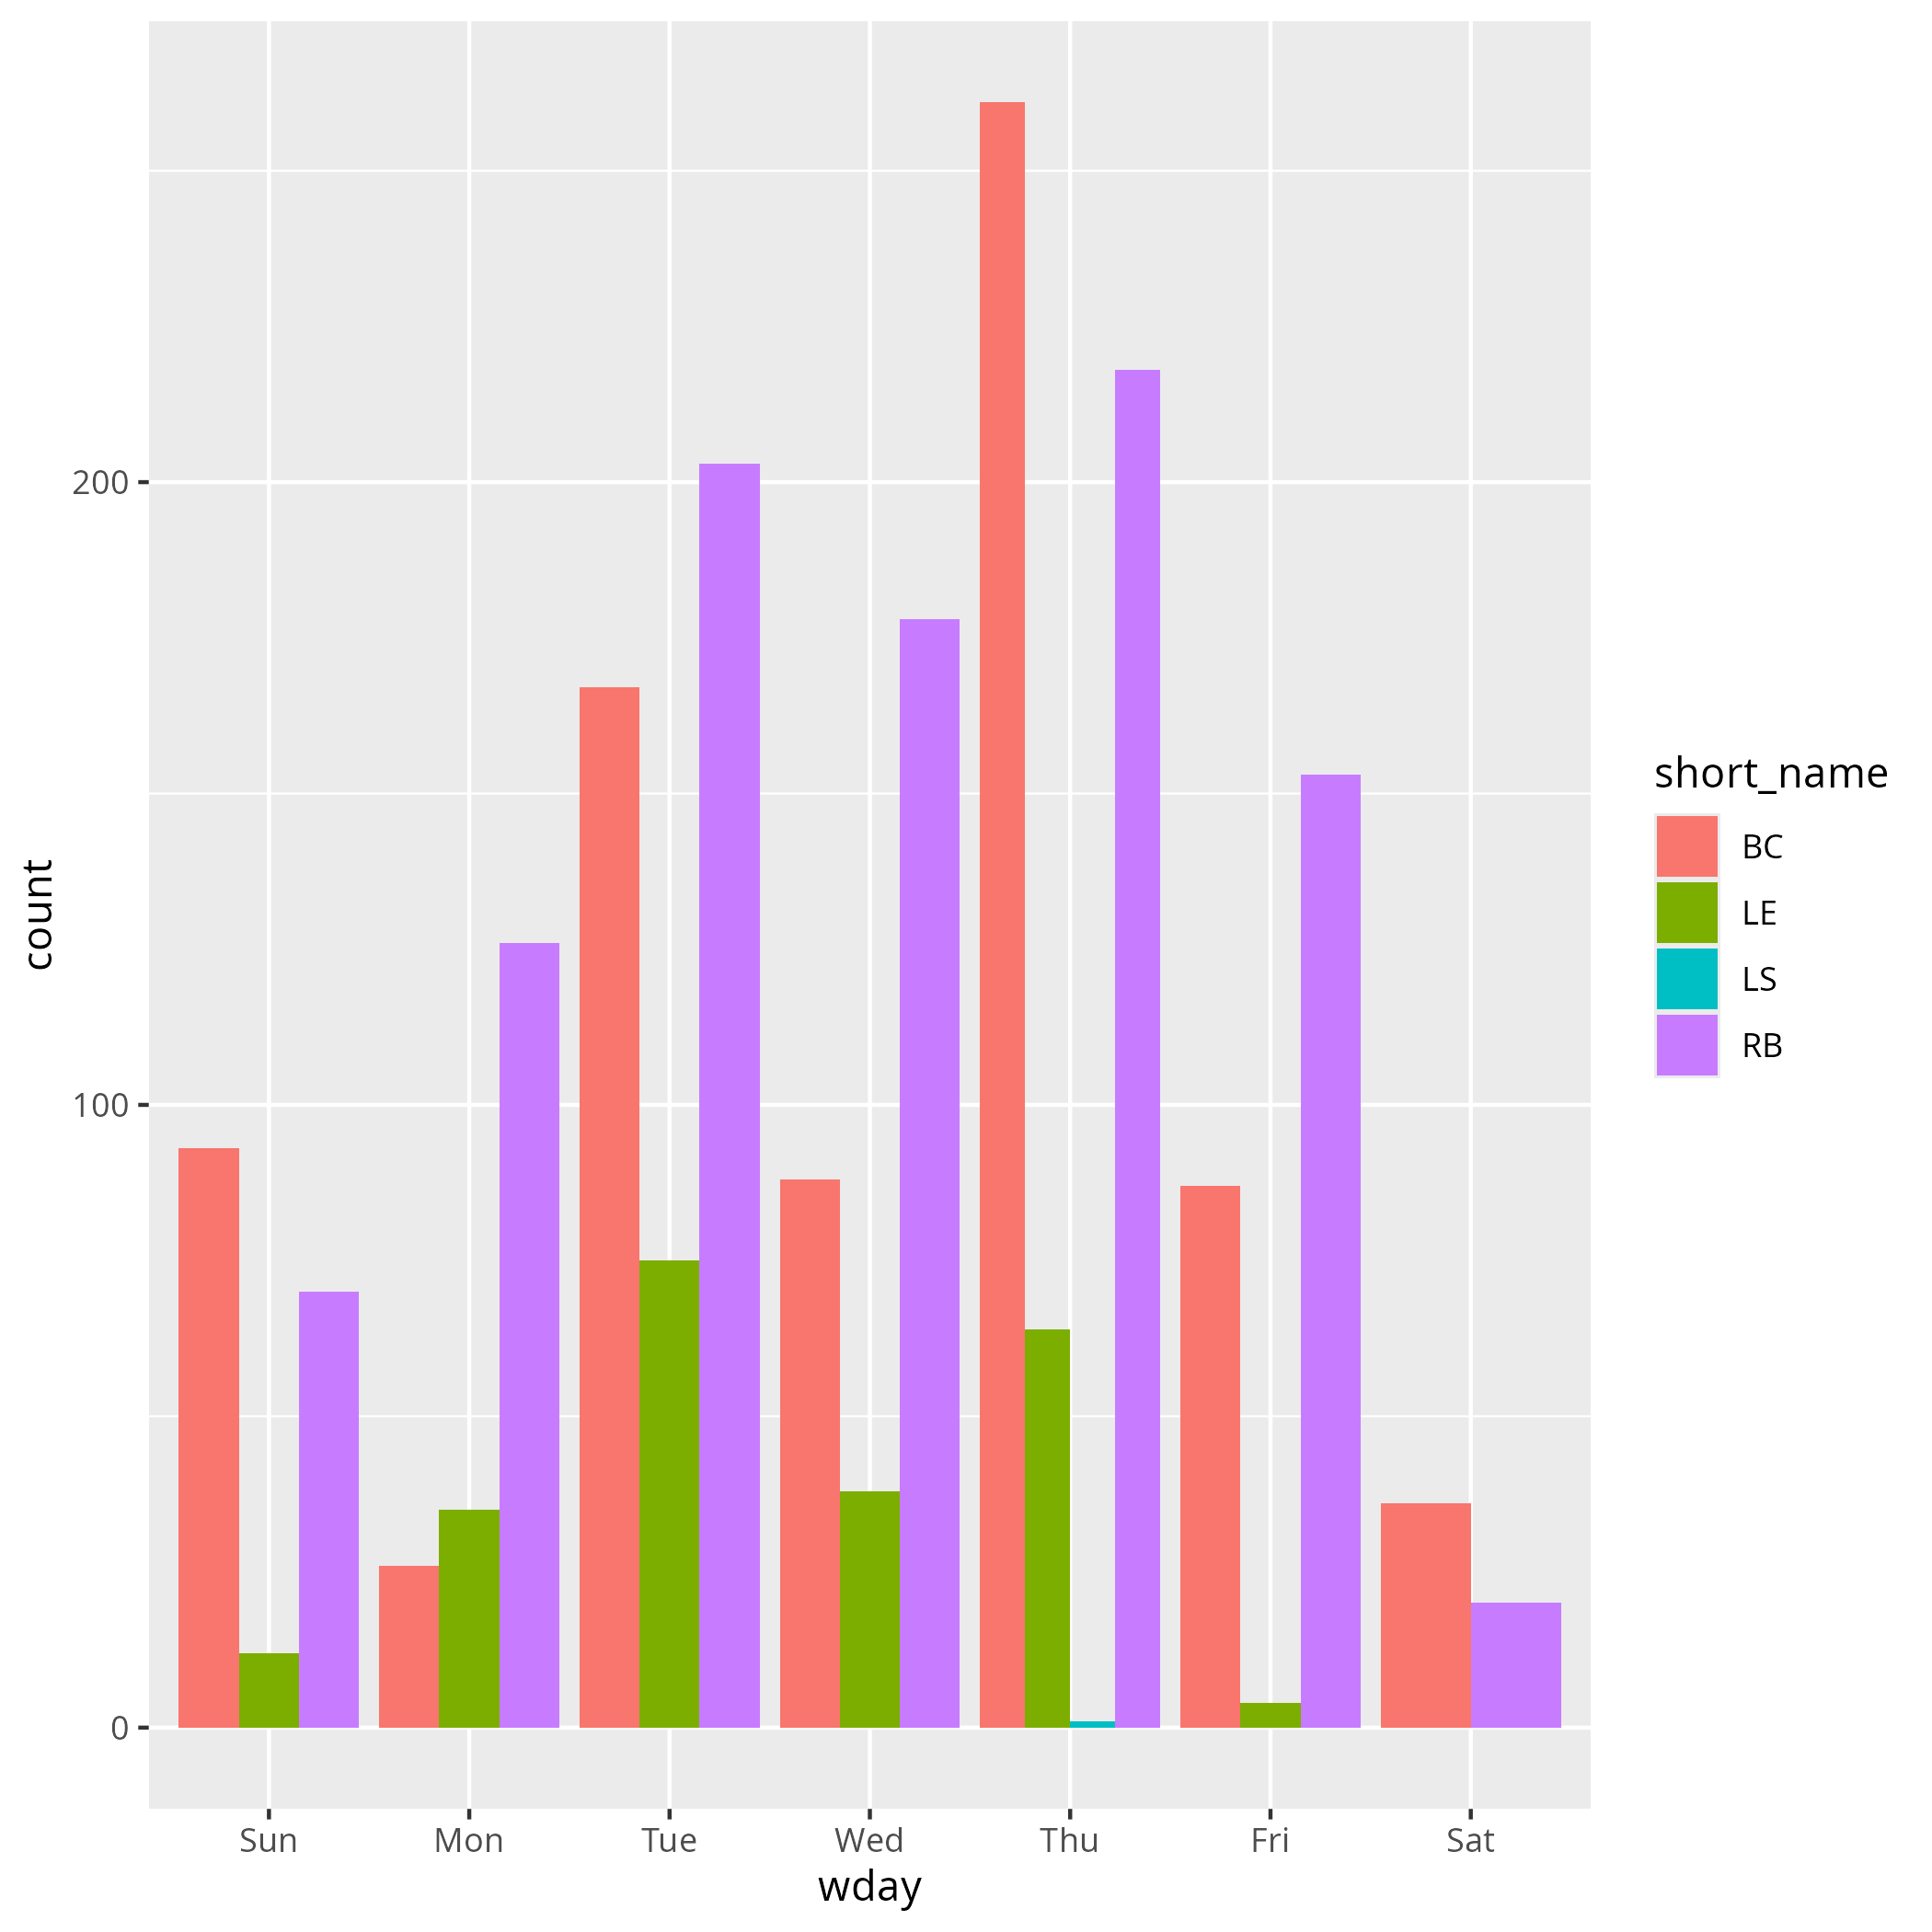 count
200
100
0
Sun Mon Tue Wed Thu Fri Sat
wday
short_name
BC
LE
LS
RB